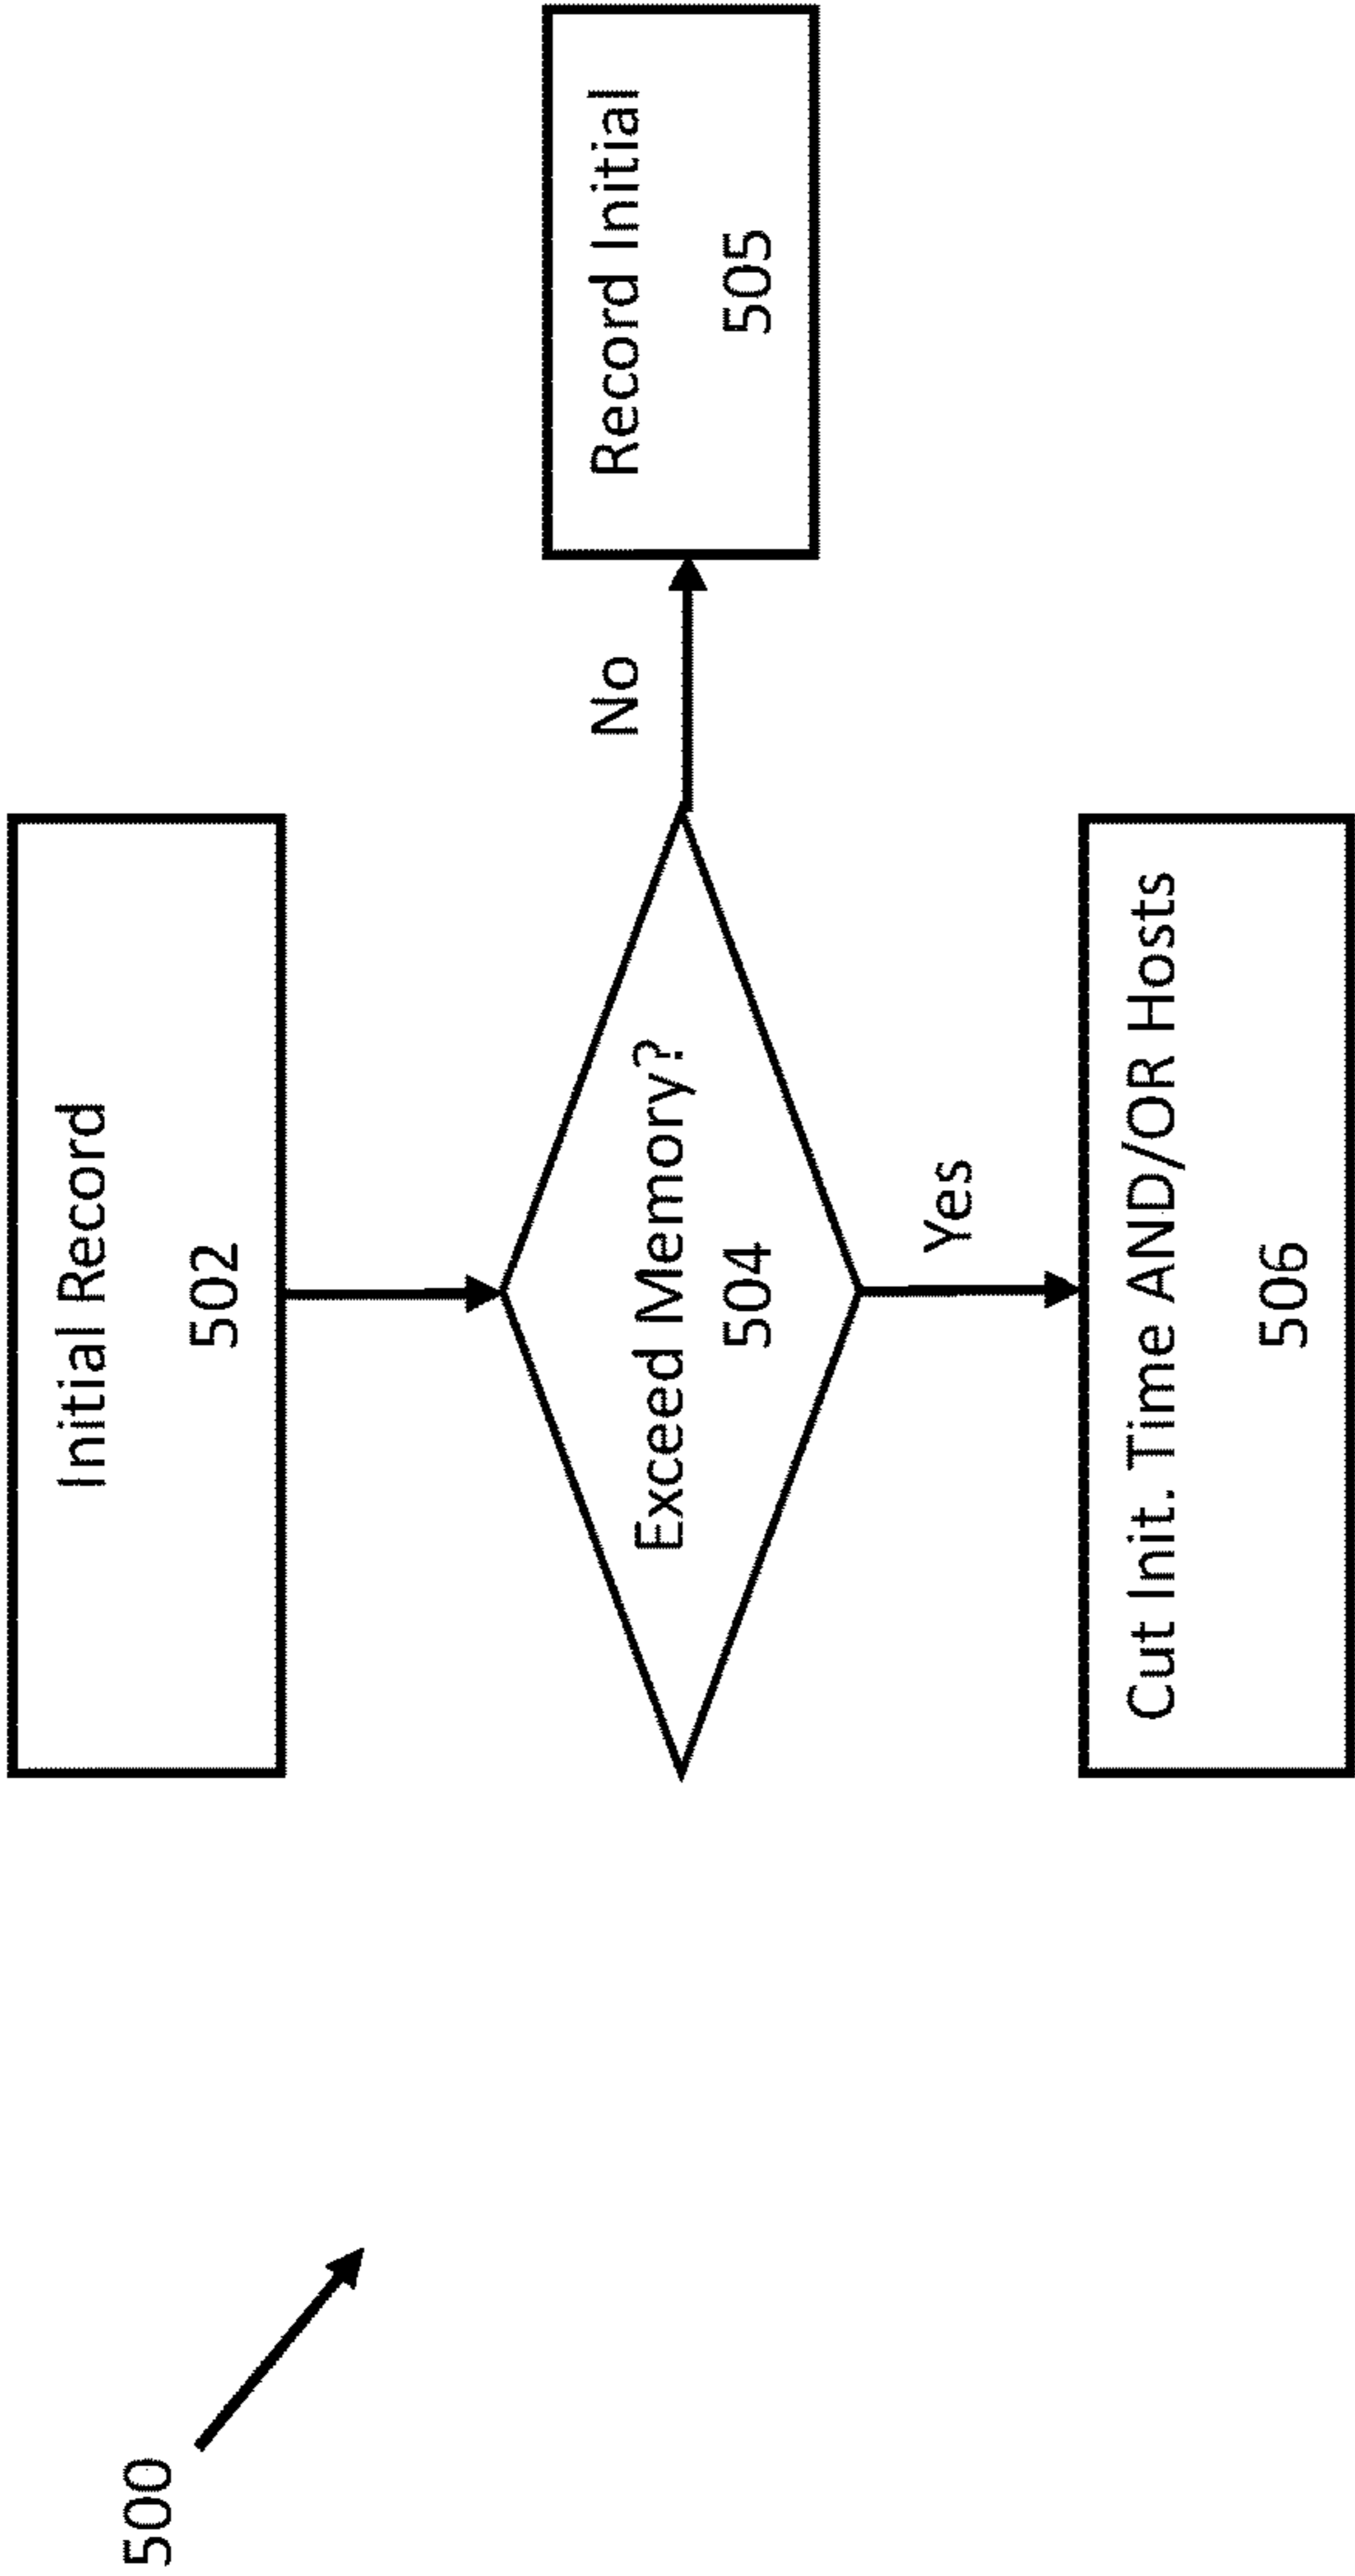 500
Initial Record
502
Exceed Memory?
504
No
Record Initial
505
Yes
Cut Init. Time AND/OR Hosts
506